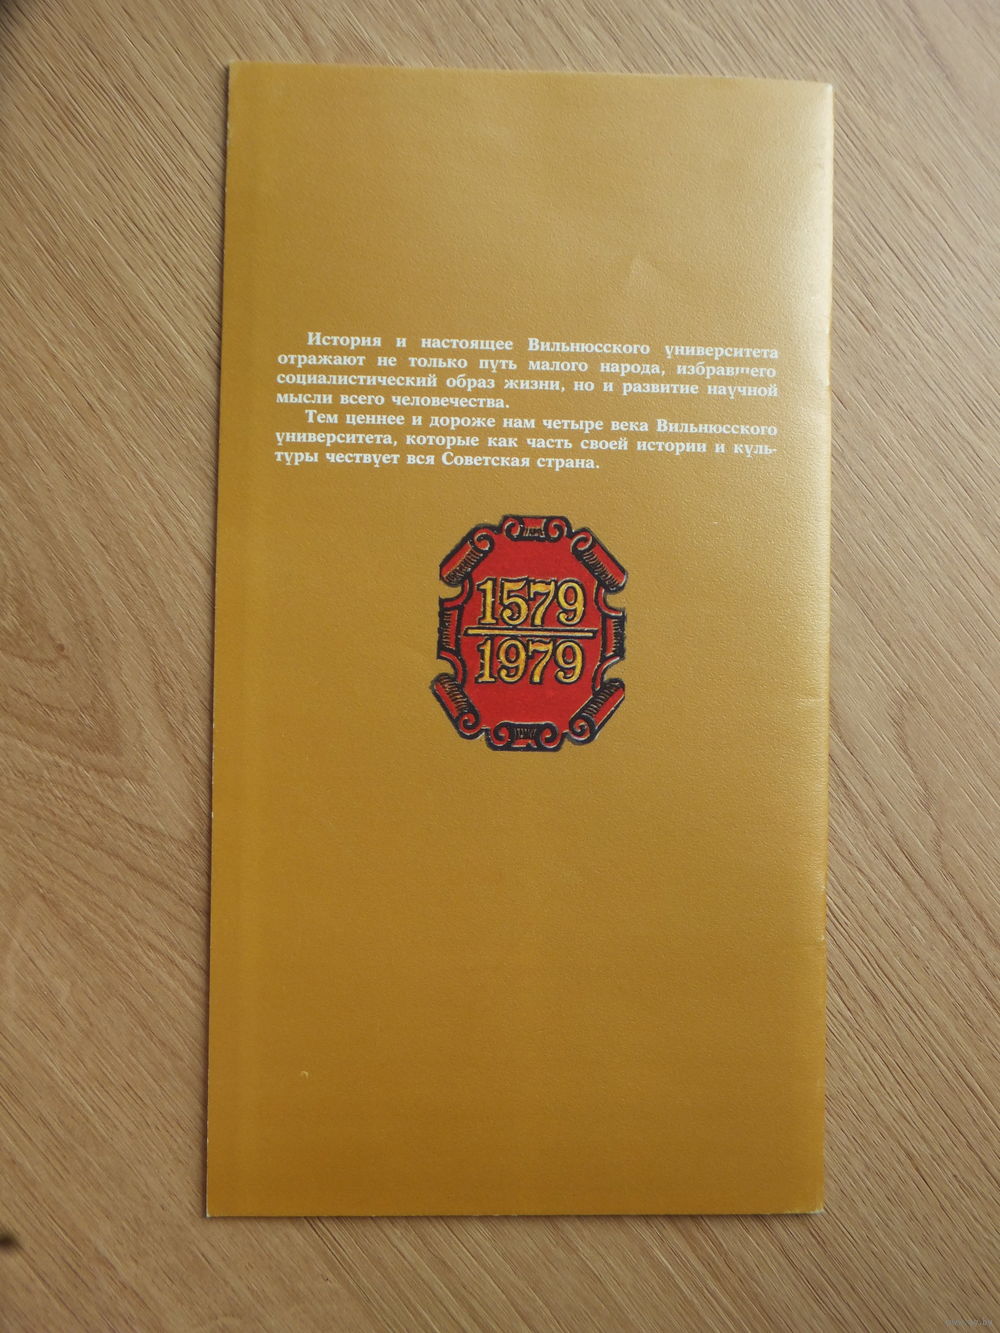 История и настоящее Вильнюсского университета
отражают не только путь малого народа, избравшего
социалистический образ жизни, но и развитие научной
мысли всего человечества.
Тем ценнее и дороже нам четыре века Вильнюсского
университета, которые как часть своей истории и куль-
туры чествует вся Советская страна.
1579
1979